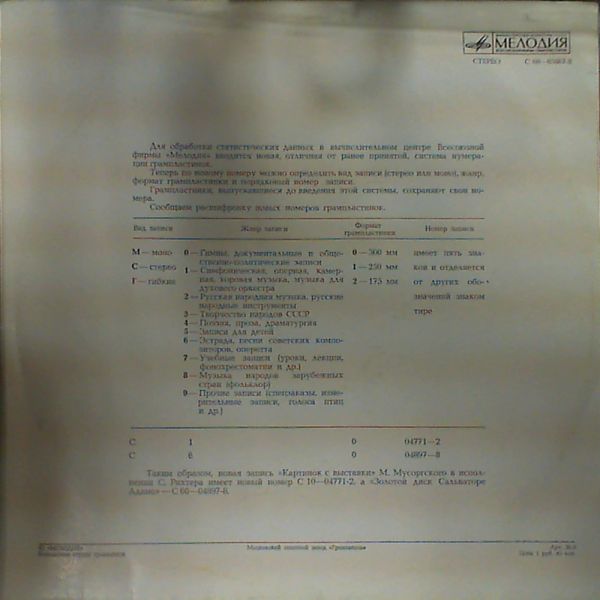 МЕЛОДИЯ
СТЕРЕО
Для обработки статистических данных в вычислительном центре Всесоюзной
фирмы «Мелодия» вводится новая, отличная от ранее принятой, система нумера-
ции грампластинок.
Теперь по новому номеру можно определить вид записи (стерео или моно), жанр,
формат грампластинки и порядковый номер записи.
Грампластинки, выпускавшиеся до введения этой системы, сохраняют свои но-
мера.
Сообщаем расшифровку новых номеров грампластинок.
Вид записи Жанр записи Формат грампластинки Номер записи
М — моно 0 — Гимны, документальные и обще- 0 — 300 мм имеет пять зна-
ственно-политические записи
С — стерео 1 — Симфоническая, оперная, камер- 1 — 250 мм ков и отделяется
ная, хоровая музыка, музыка для
Г — гибкие духового оркестра 2 — 175 мм от других обо-
2 — Русская народная музыка, русские значений знаком
народные инструменты
3 — Творчество народов СССР тире
4 — Поэзия, проза, драматургия
5 — Записи для детей
6 — Эстрада, песни советских компо-
зиторов, оперетта
7 — Учебные записи (уроки, лекции,
фонохрестоматии и др.)
8 — Музыка народов зарубежных
стран (фольклор)
9 — Прочие записи (спецзаказы, изме-
рительные записи, голоса птиц
и др.)
С 1 0 04771—2
С 6 0 04897—8
Таким образом, новая запись «Картинок с выставки» М. Мусоргского в испол-
нении С. Рихтера имеет новый номер С 10—04771-2, а «Золотой диск Сальваторе
Адамо» — С 60—04897-8.
© «МЕЛОДИЯ»
Московский опытный завод «Грамзапись»